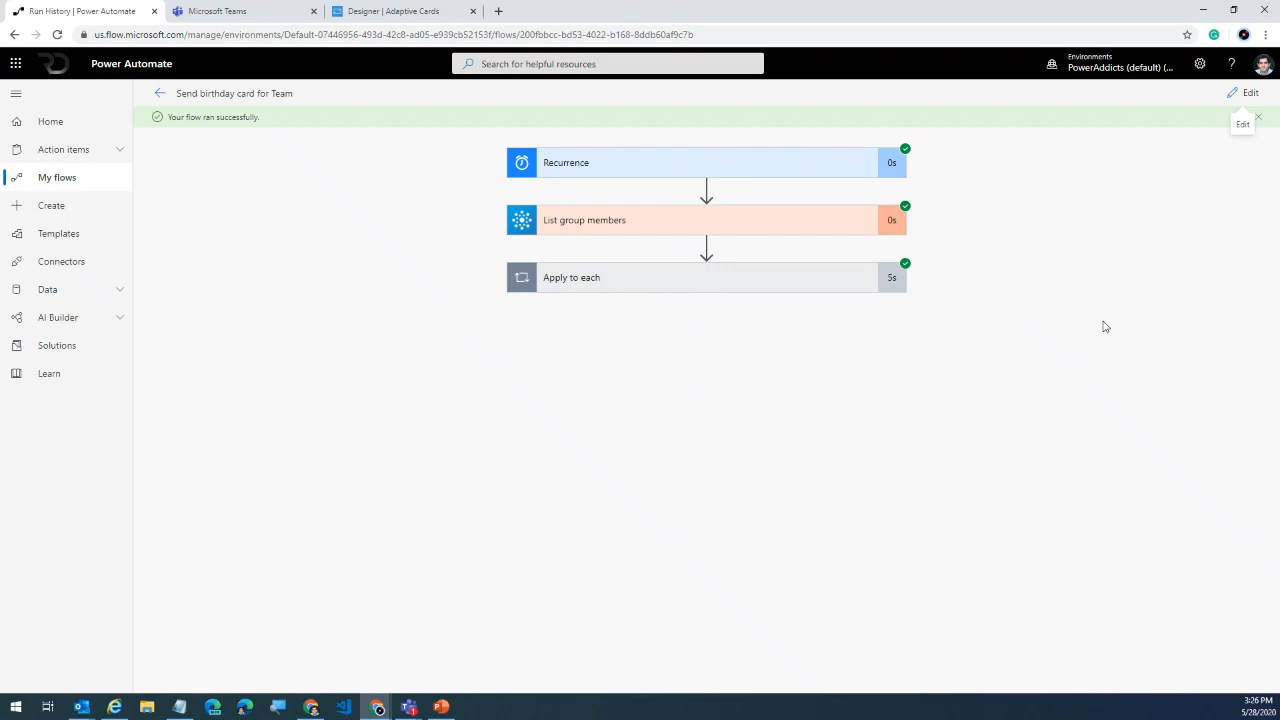 Run History | Power Automate
Microsoft Teams
Designer | Adaptive Cards
us.flow.microsoft.com/manage/environments/Default-07446956-493d-42c8-ad05-e939cb52153f/flows/200fbbcc-bd53-4022-b168-8ddb60af9c7b
Power Automate
Search for helpful resources
Environments
PowerAddicts (default) (...
Send birthday card for Team
Edit
Your flow ran successfully.
Edit
Home
Action items
My flows
Create
Templates
Connectors
Data
AI Builder
Solutions
Learn
Recurrence
0s
List group members
0s
Apply to each
5s
3:26 PM
5/28/2020